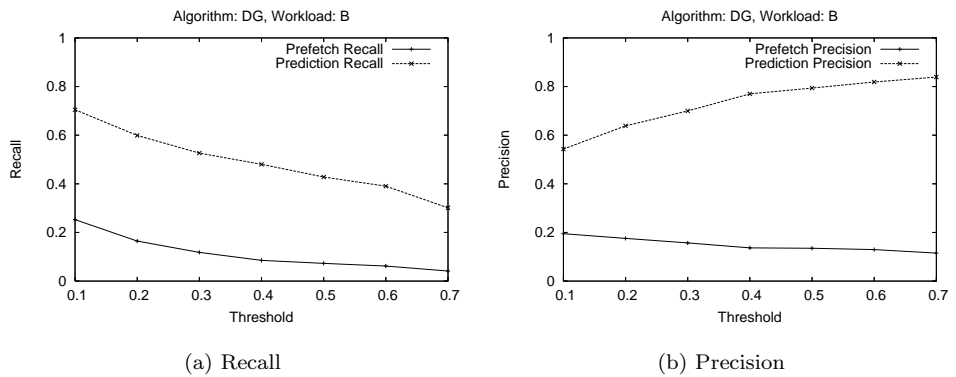 Algorithm: DG, Workload: B
1
0.8
0.6
0.4
0.2
0
Recall
Prefetch Recall
Prediction Recall
0.1 0.2 0.3 0.4 0.5 0.6 0.7
Threshold
(a) Recall
Algorithm: DG, Workload: B
1
0.8
0.6
0.4
0.2
0
Precision
Prefetch Precision
Prediction Precision
0.1 0.2 0.3 0.4 0.5 0.6 0.7
Threshold
(b) Precision